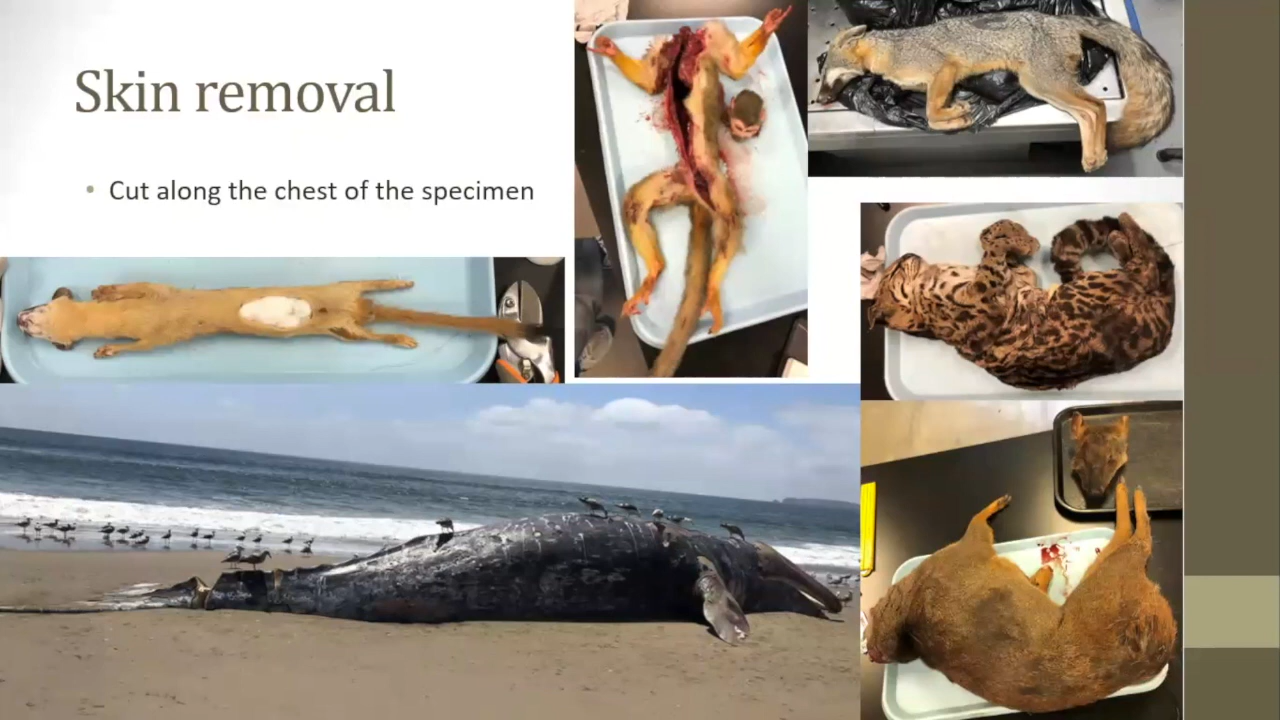 Skin removal
• Cut along the chest of the specimen